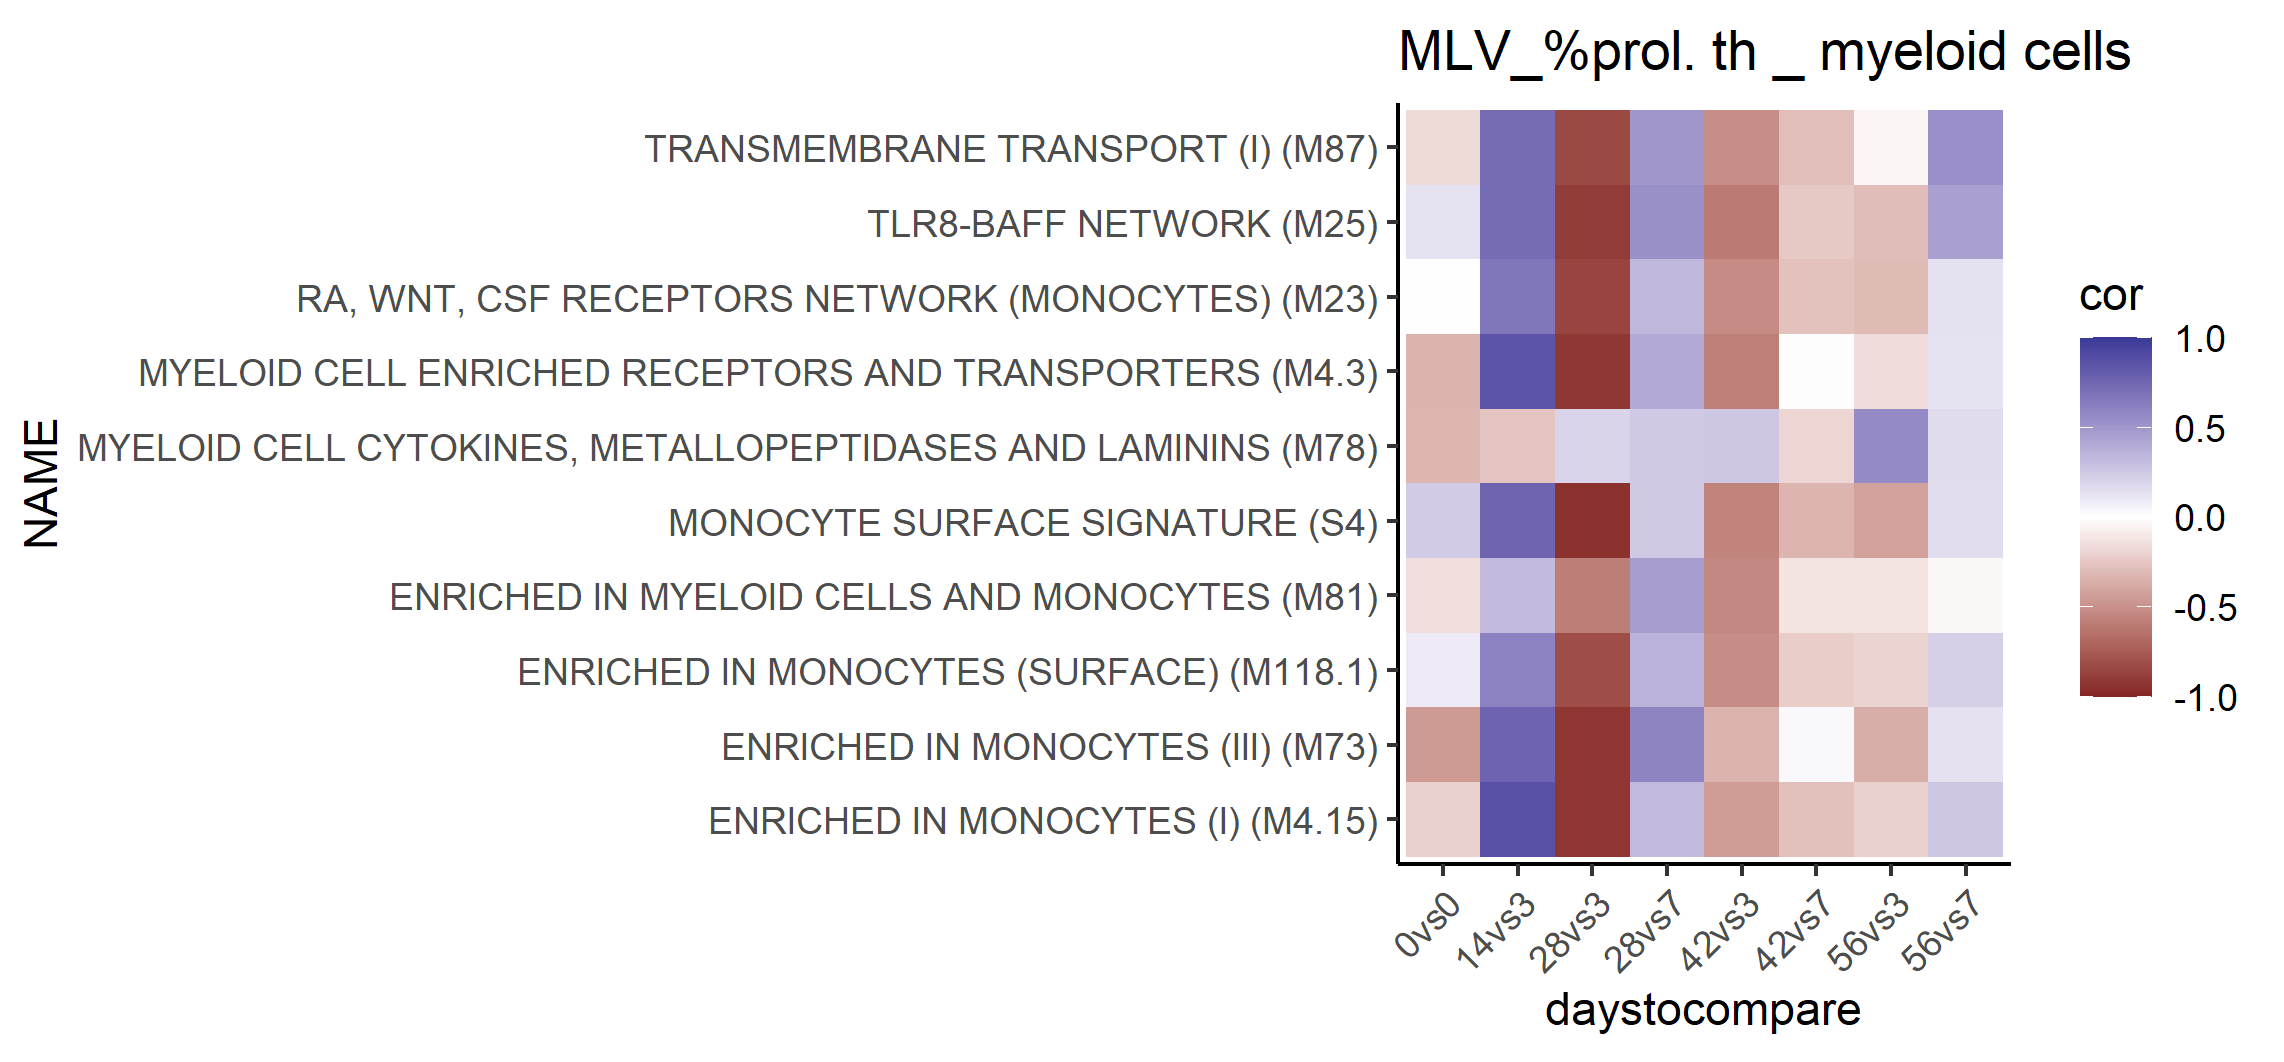 MLV_%prol. th _ myeloid cells
TRANSMEMBRANE TRANSPORT (I) (M87)
TLR8-BAFF NETWORK (M25)
RA, WNT, CSF RECEPTORS NETWORK (MONOCYTES) (M23)
MYELOID CELL ENRICHED RECEPTORS AND TRANSPORTERS (M4.3)
MYELOID CELL CYTOKINES, METALLOPEPTIDASES AND LAMININS (M78)
MONOCYTE SURFACE SIGNATURE (S4)
ENRICHED IN MYELOID CELLS AND MONOCYTES (M81)
ENRICHED IN MONOCYTES (SURFACE) (M118.1)
ENRICHED IN MONOCYTES (III) (M73)
ENRICHED IN MONOCYTES (I) (M4.15)
NAME
0vs0
14vs3
28vs3
28vs7
42vs3
42vs7
56vs3
56vs7
daystocompare
cor
1.0
0.5
0.0
-0.5
-1.0